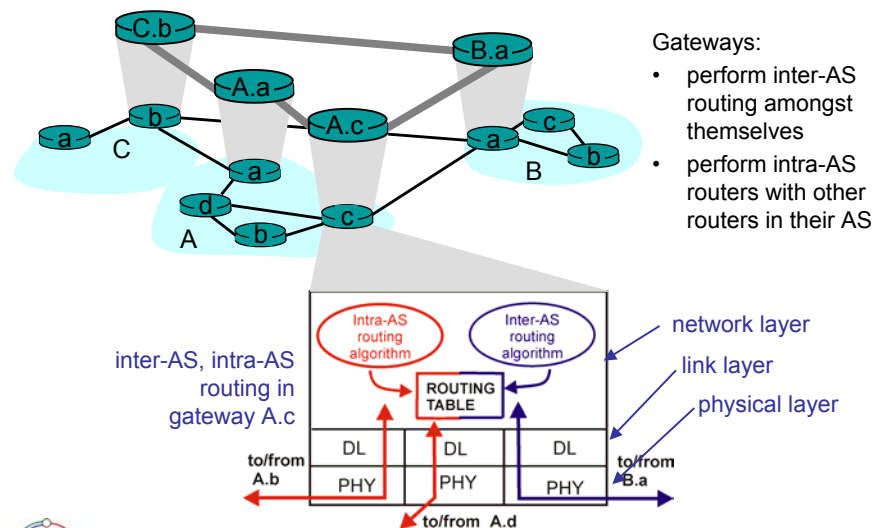 C.b
B.a
A.a
A.c
a
b
C
a
c
b
B
a
d
b
c
A
Gateways:
• perform inter-AS
routing amongst
themselves
• perform intra-AS
routers with other
routers in their AS
inter-AS, intra-AS
routing in
gateway A.c
Intra-AS
routing
algorithm
Inter-AS
routing
algorithm
ROUTING
TABLE
DL
DL
DL
PHY
PHY
PHY
to/from
A.b
to/from A.d
to/from
B.a
network layer
link layer
physical layer